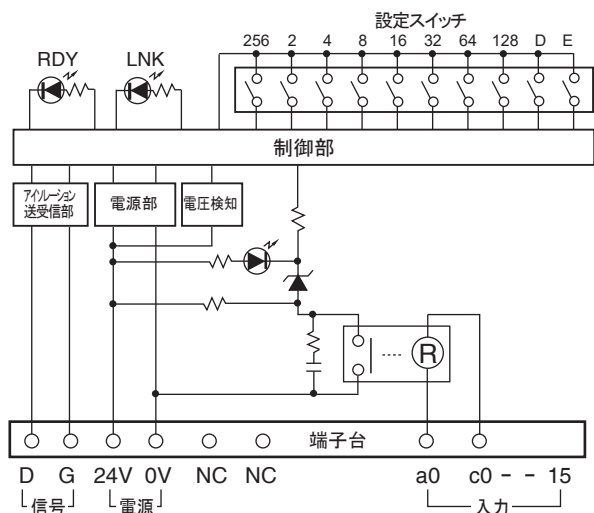 設定スイッチ
256 2 4 8 16 32 64 128 D E
RDY LNK
制御部
アイソレーション
送受信部
電源部
電圧検知
R
端子台
D G 24V 0V NC NC a0 c0 - - 15
信号 電源 入力